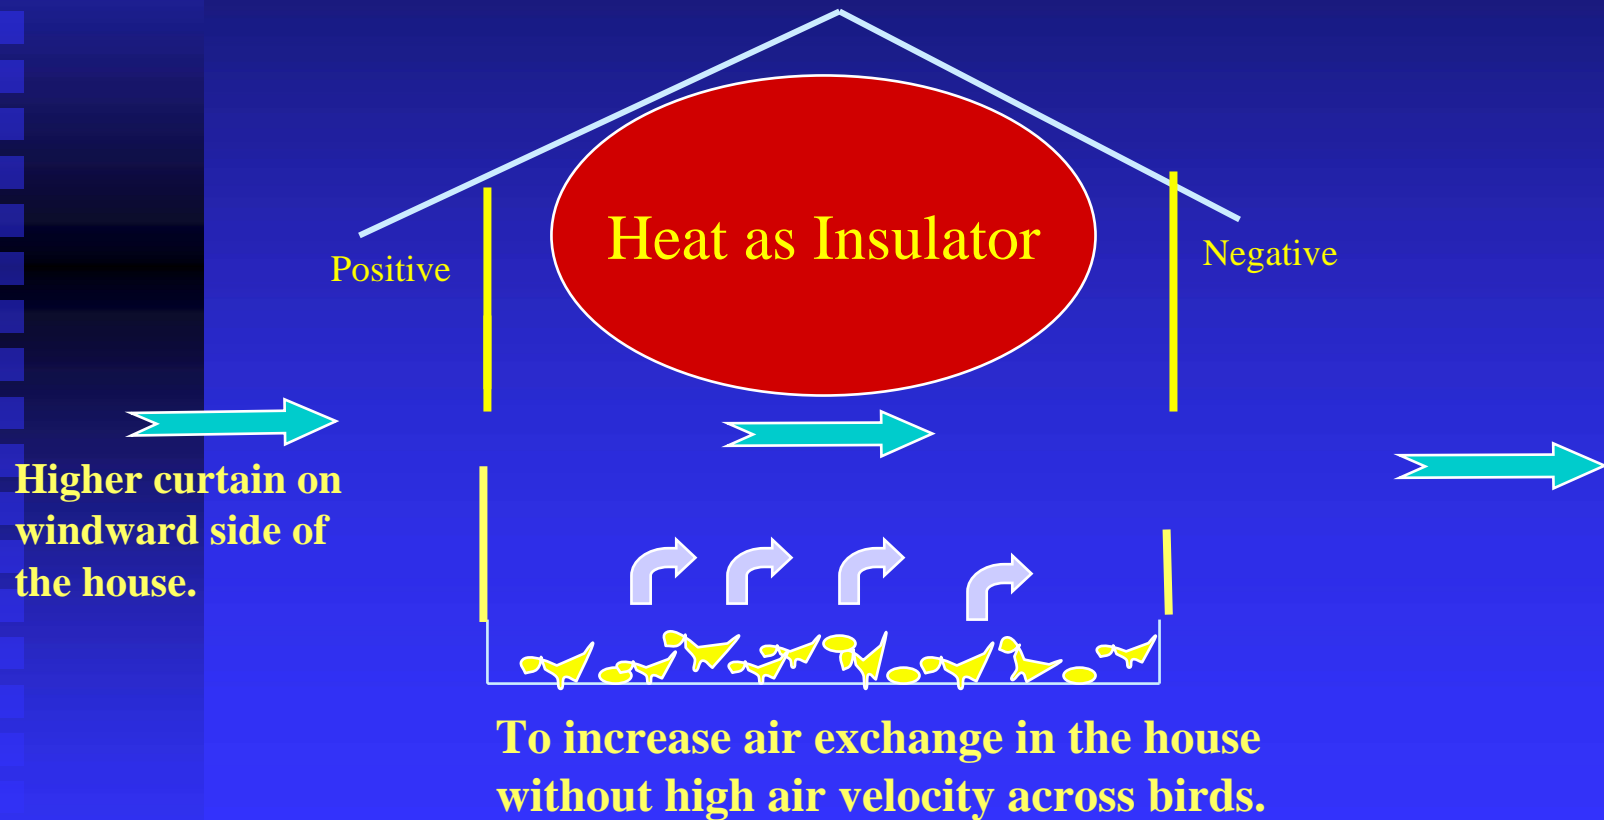 Heat as Insulator
Positive
Negative
Higher curtain on
windward side of
the house.
To increase air exchange in the house
without high air velocity across birds.